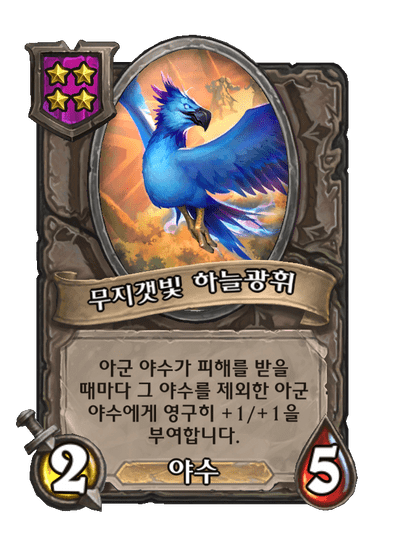 무지갯빛 하늘광휘
아군 야수가 피해를 받을
때마다 그 야수를 제외한 아군
야수에게 영구히 +1/+1을
부여합니다.
2
야수
5